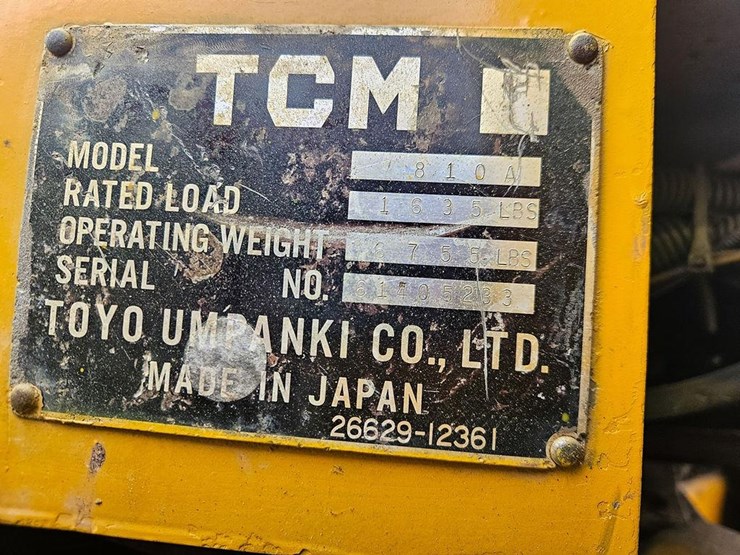 TCM
MODEL 810A
RATED LOAD 1635 LBS
OPERATING WEIGHT 6755 LBS
SERIAL NO.
TOYO UMPANKI CO., LTD.
MADE IN JAPAN
26629-12361